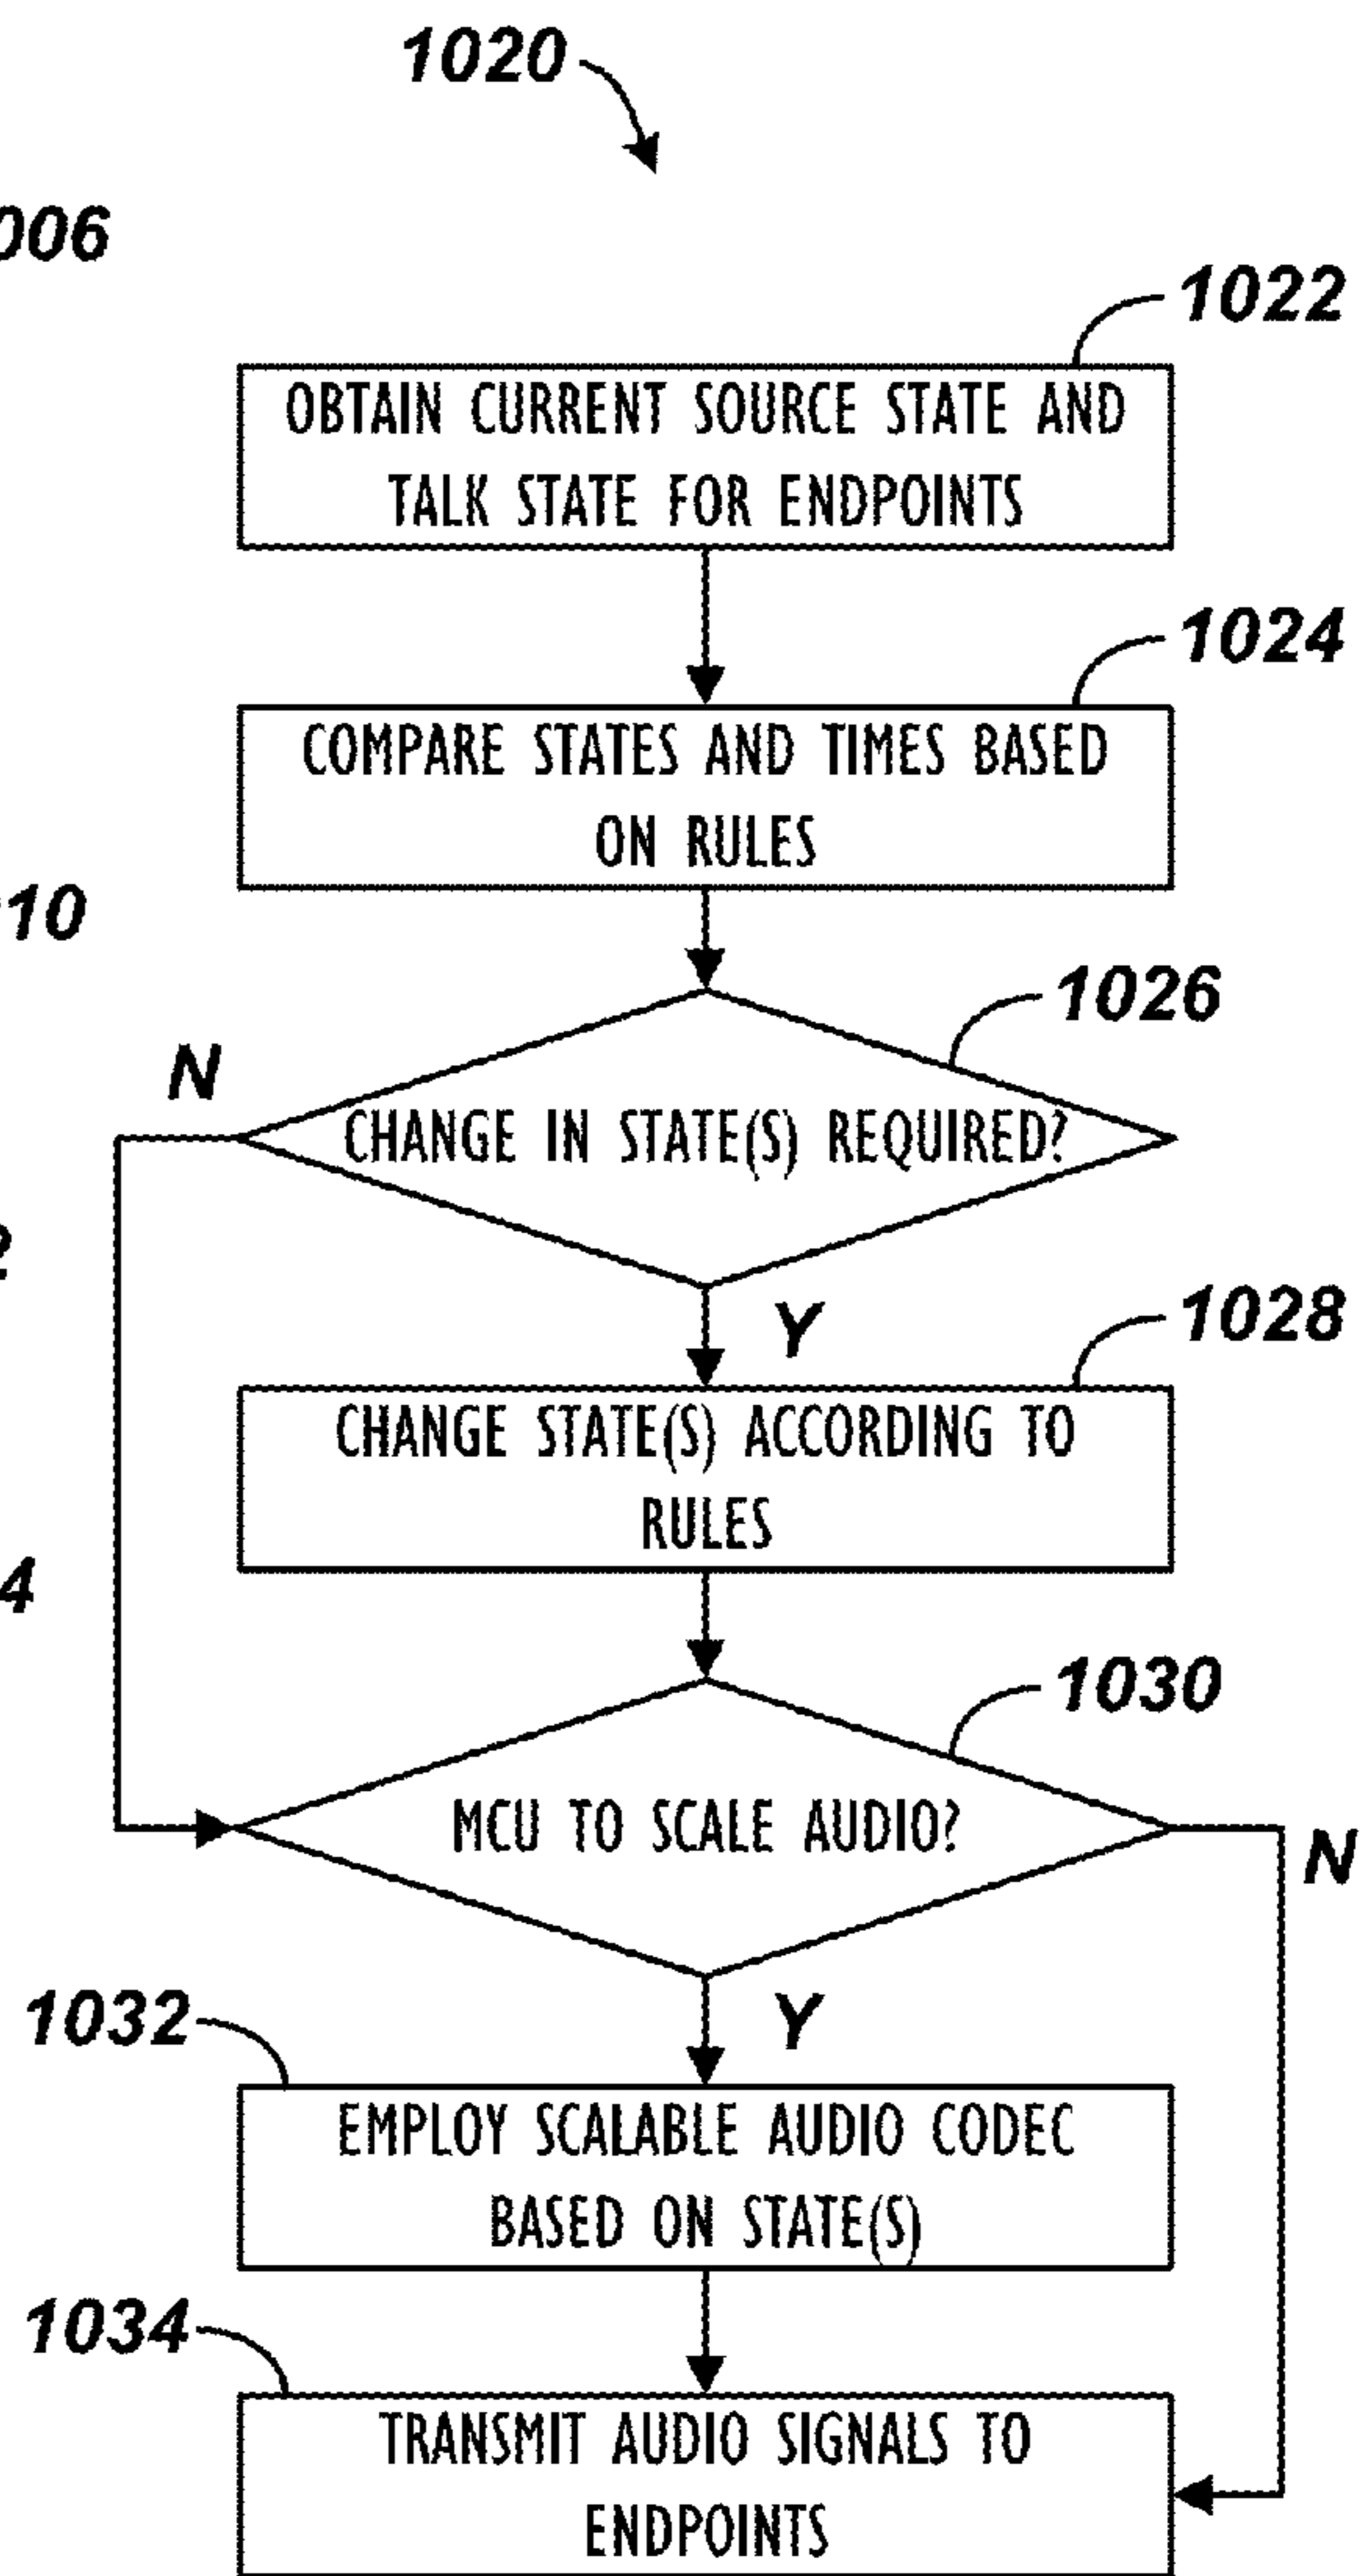 1020
006
1022
OBTAIN CURRENT SOURCE STATE AND
TALK STATE FOR ENDPOINTS
1024
COMPARE STATES AND TIMES BASED
ON RULES
10
1026
N
CHANGE IN STATE(S) REQUIRED?
2
Y
1028
CHANGE STATE(S) ACCORDING TO
RULES
4
1030
MCU TO SCALE AUDIO?
N
1032
Y
EMPLOY SCALABLE AUDIO CODEC
BASED ON STATE(S)
1034
TRANSMIT AUDIO SIGNALS TO
ENDPOINTS